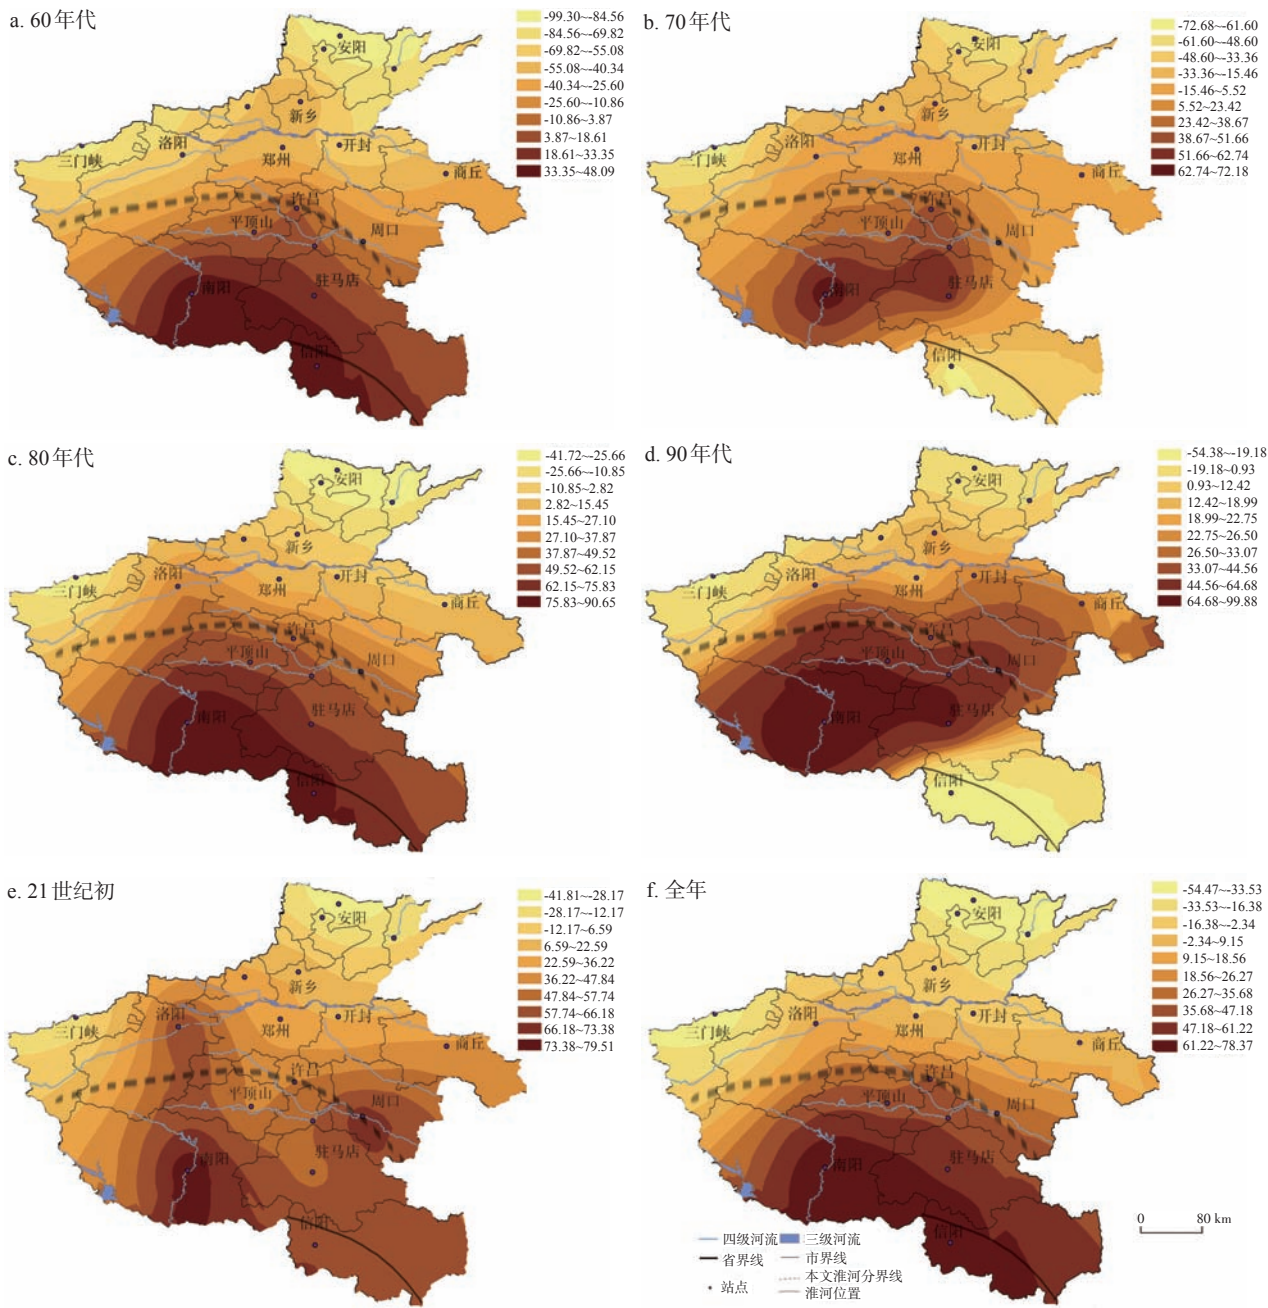 a. 60年代
-99.30~-84.56
-84.56~-69.82
-69.82~-55.08
-55.08~-40.34
-40.34~-25.60
-25.60~-10.86
-10.86~3.87
3.87~18.61
18.61~33.35
33.35~48.09
安阳
新乡
洛阳
三门峡
郑州
开封
商丘
许昌
平顶山
周口
南阳
驻马店
信阳
b. 70年代
-72.68~-61.60
-61.60~-48.60
-48.60~-33.36
-33.36~-15.46
-15.46~5.52
5.52~23.42
23.42~38.67
38.67~51.66
51.66~62.74
62.74~72.18
安阳
新乡
洛阳
三门峡
郑州
开封
商丘
许昌
平顶山
周口
南阳
驻马店
信阳
c. 80年代
-41.72~-25.66
-25.66~-10.85
-10.85~2.82
2.82~15.45
15.45~27.10
27.10~37.87
37.87~49.52
49.52~62.15
62.15~75.83
75.83~90.65
安阳
新乡
洛阳
三门峡
郑州
开封
商丘
许昌
平顶山
周口
南阳
驻马店
信阳
d. 90年代
-54.38~-19.18
-19.18~0.93
0.93~12.42
12.42~18.99
18.99~22.75
22.75~26.50
26.50~33.07
33.07~44.56
44.56~64.68
64.68~99.88
安阳
新乡
洛阳
三门峡
郑州
开封
商丘
许昌
平顶山
周口
南阳
驻马店
信阳
e. 21世纪初
-41.81~-28.17
-28.17~-12.17
-12.17~6.59
6.59~22.59
22.59~36.22
36.22~47.84
47.84~57.74
57.74~66.18
66.18~73.38
73.38~79.51
安阳
新乡
洛阳
三门峡
郑州
开封
商丘
许昌
平顶山
周口
南阳
驻马店
信阳
f. 全年
-54.47~-33.53
-33.53~-16.38
-16.38~-2.34
-2.34~9.15
9.15~18.56
18.56~26.27
26.27~35.68
35.68~47.18
47.18~61.22
61.22~78.37
安阳
新乡
洛阳
三门峡
郑州
开封
商丘
许昌
平顶山
周口
南阳
驻马店
信阳
0 80 km
四级河流 三级河流
省界线 市界线
站点 本文淮河分界线
淮河位置